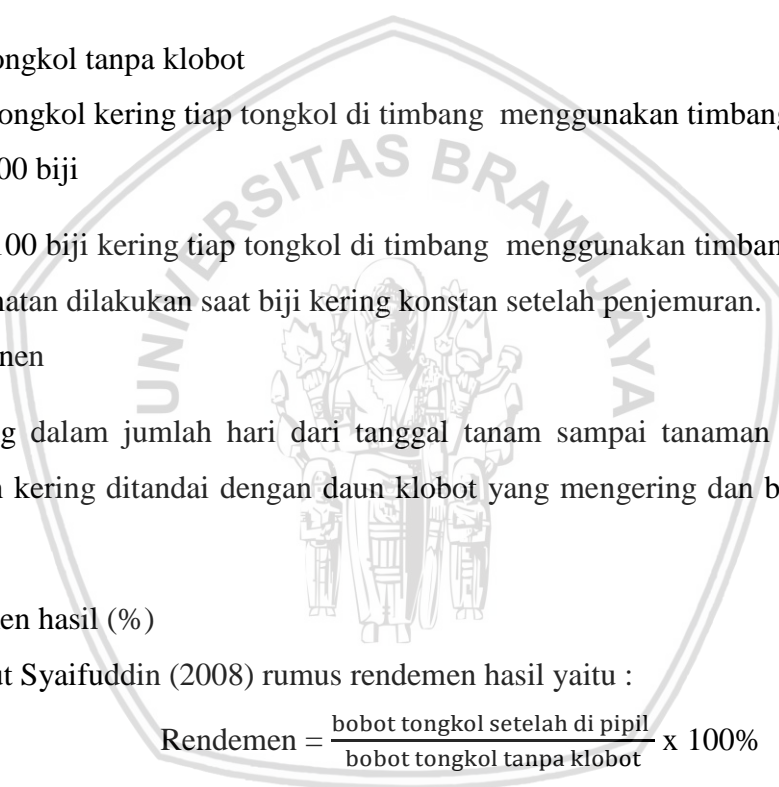 ongkol tanpa klobot
ongkol kering tiap tongkol di timbang menggunakan timbang
00 biji
UNIVERSITAS BRAWIJAYA
100 biji kering tiap tongkol di timbang menggunakan timban
natan dilakukan saat biji kering konstan setelah penjemuran.
nen
g dalam jumlah hari dari tanggal tanam sampai tanaman
n kering ditandai dengan daun klobot yang mengering dan b
en hasil (%)
ut Syaifuddin (2008) rumus rendemen hasil yaitu :
Rendemen = bobot tongkol setelah di pipil / bobot tongkol tanpa klobot x 100%